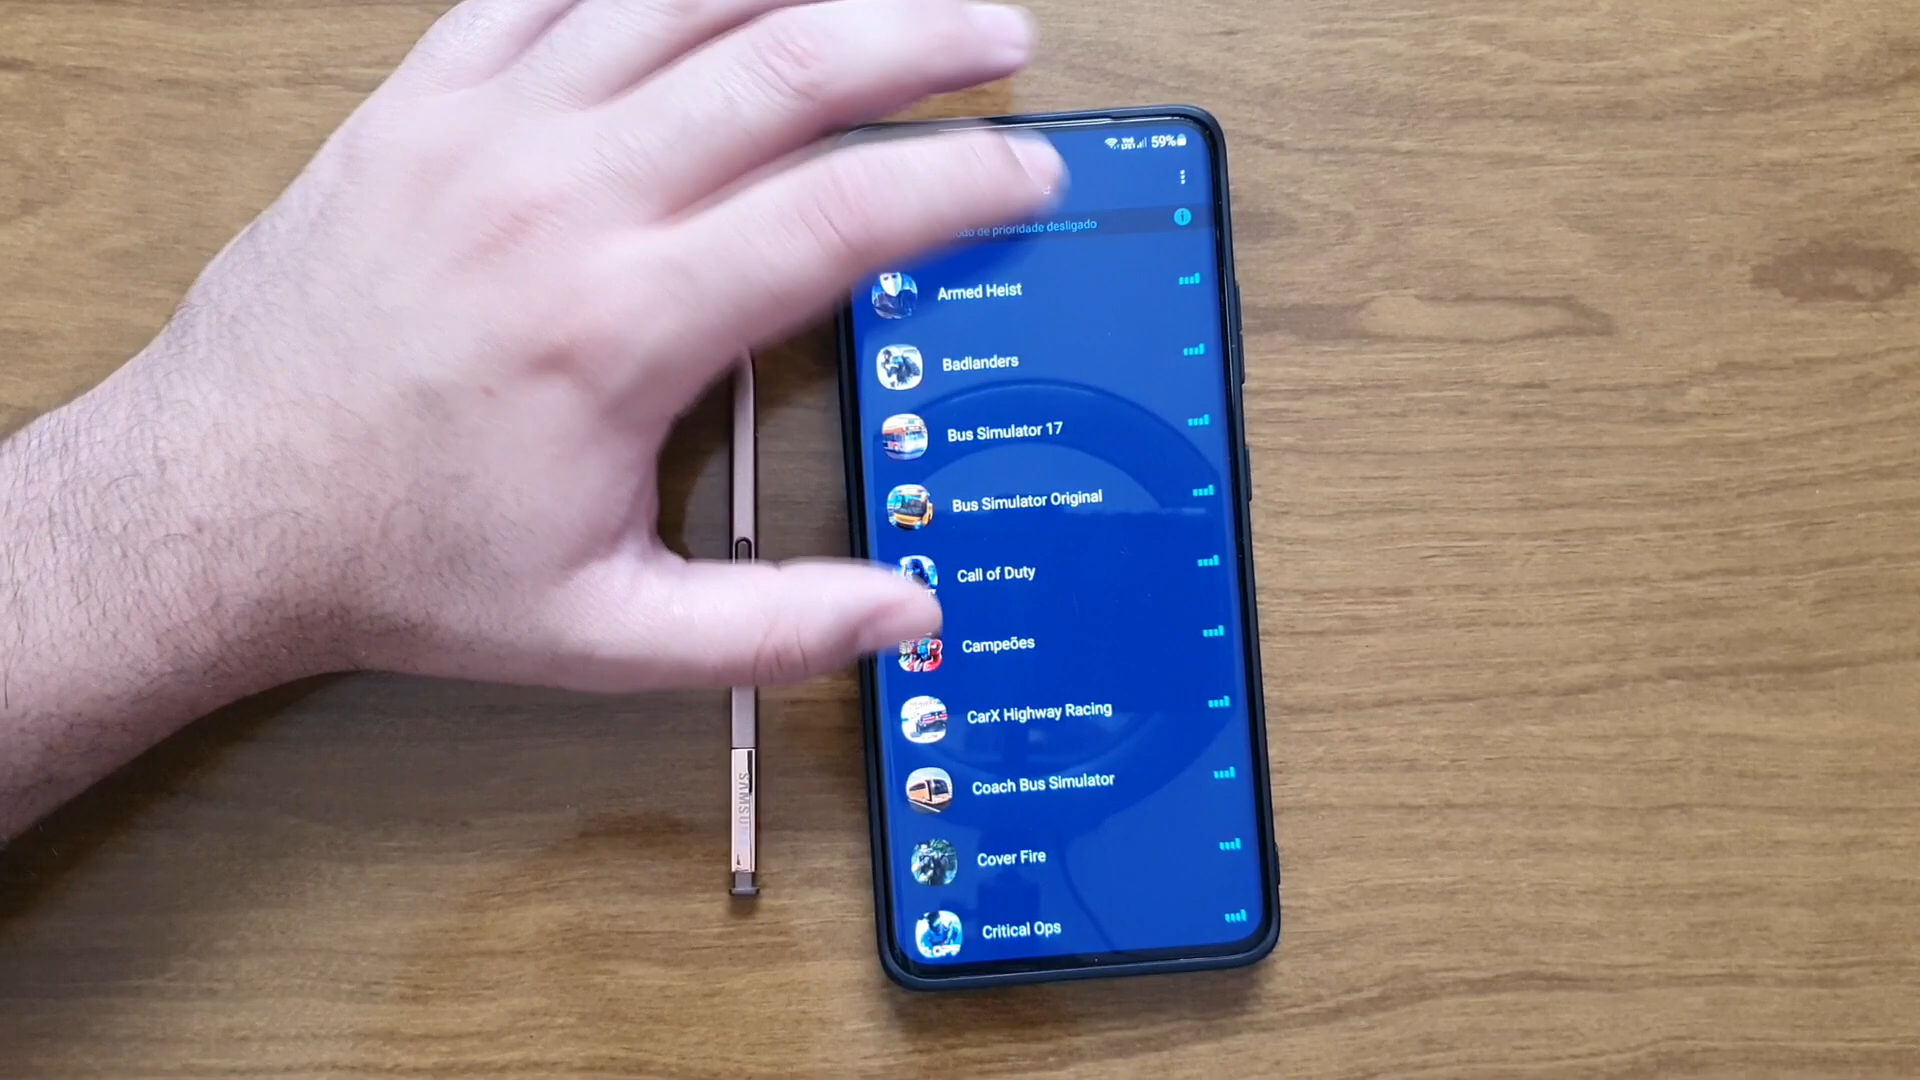 59%
de prioridade desligado
Armed Heist
Badlanders
Bus Simulator 17
Bus Simulator Original
Call of Duty
Campeões
CarX Highway Racing
Coach Bus Simulator
Cover Fire
Critical Ops